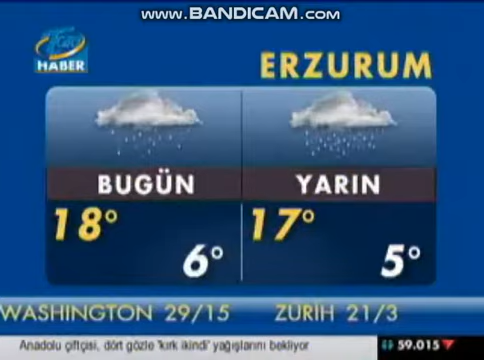 www.BANDICAM.com
HABER
ERZURUM
BUGÜN
YARIN
18°
6°
17°
5°
WASHINGTON 29/15 ZURİH 21/3
Anadolu çiftçisi, dört gözle 'kırk ikindi' yağışlarını bekliyor
59.015